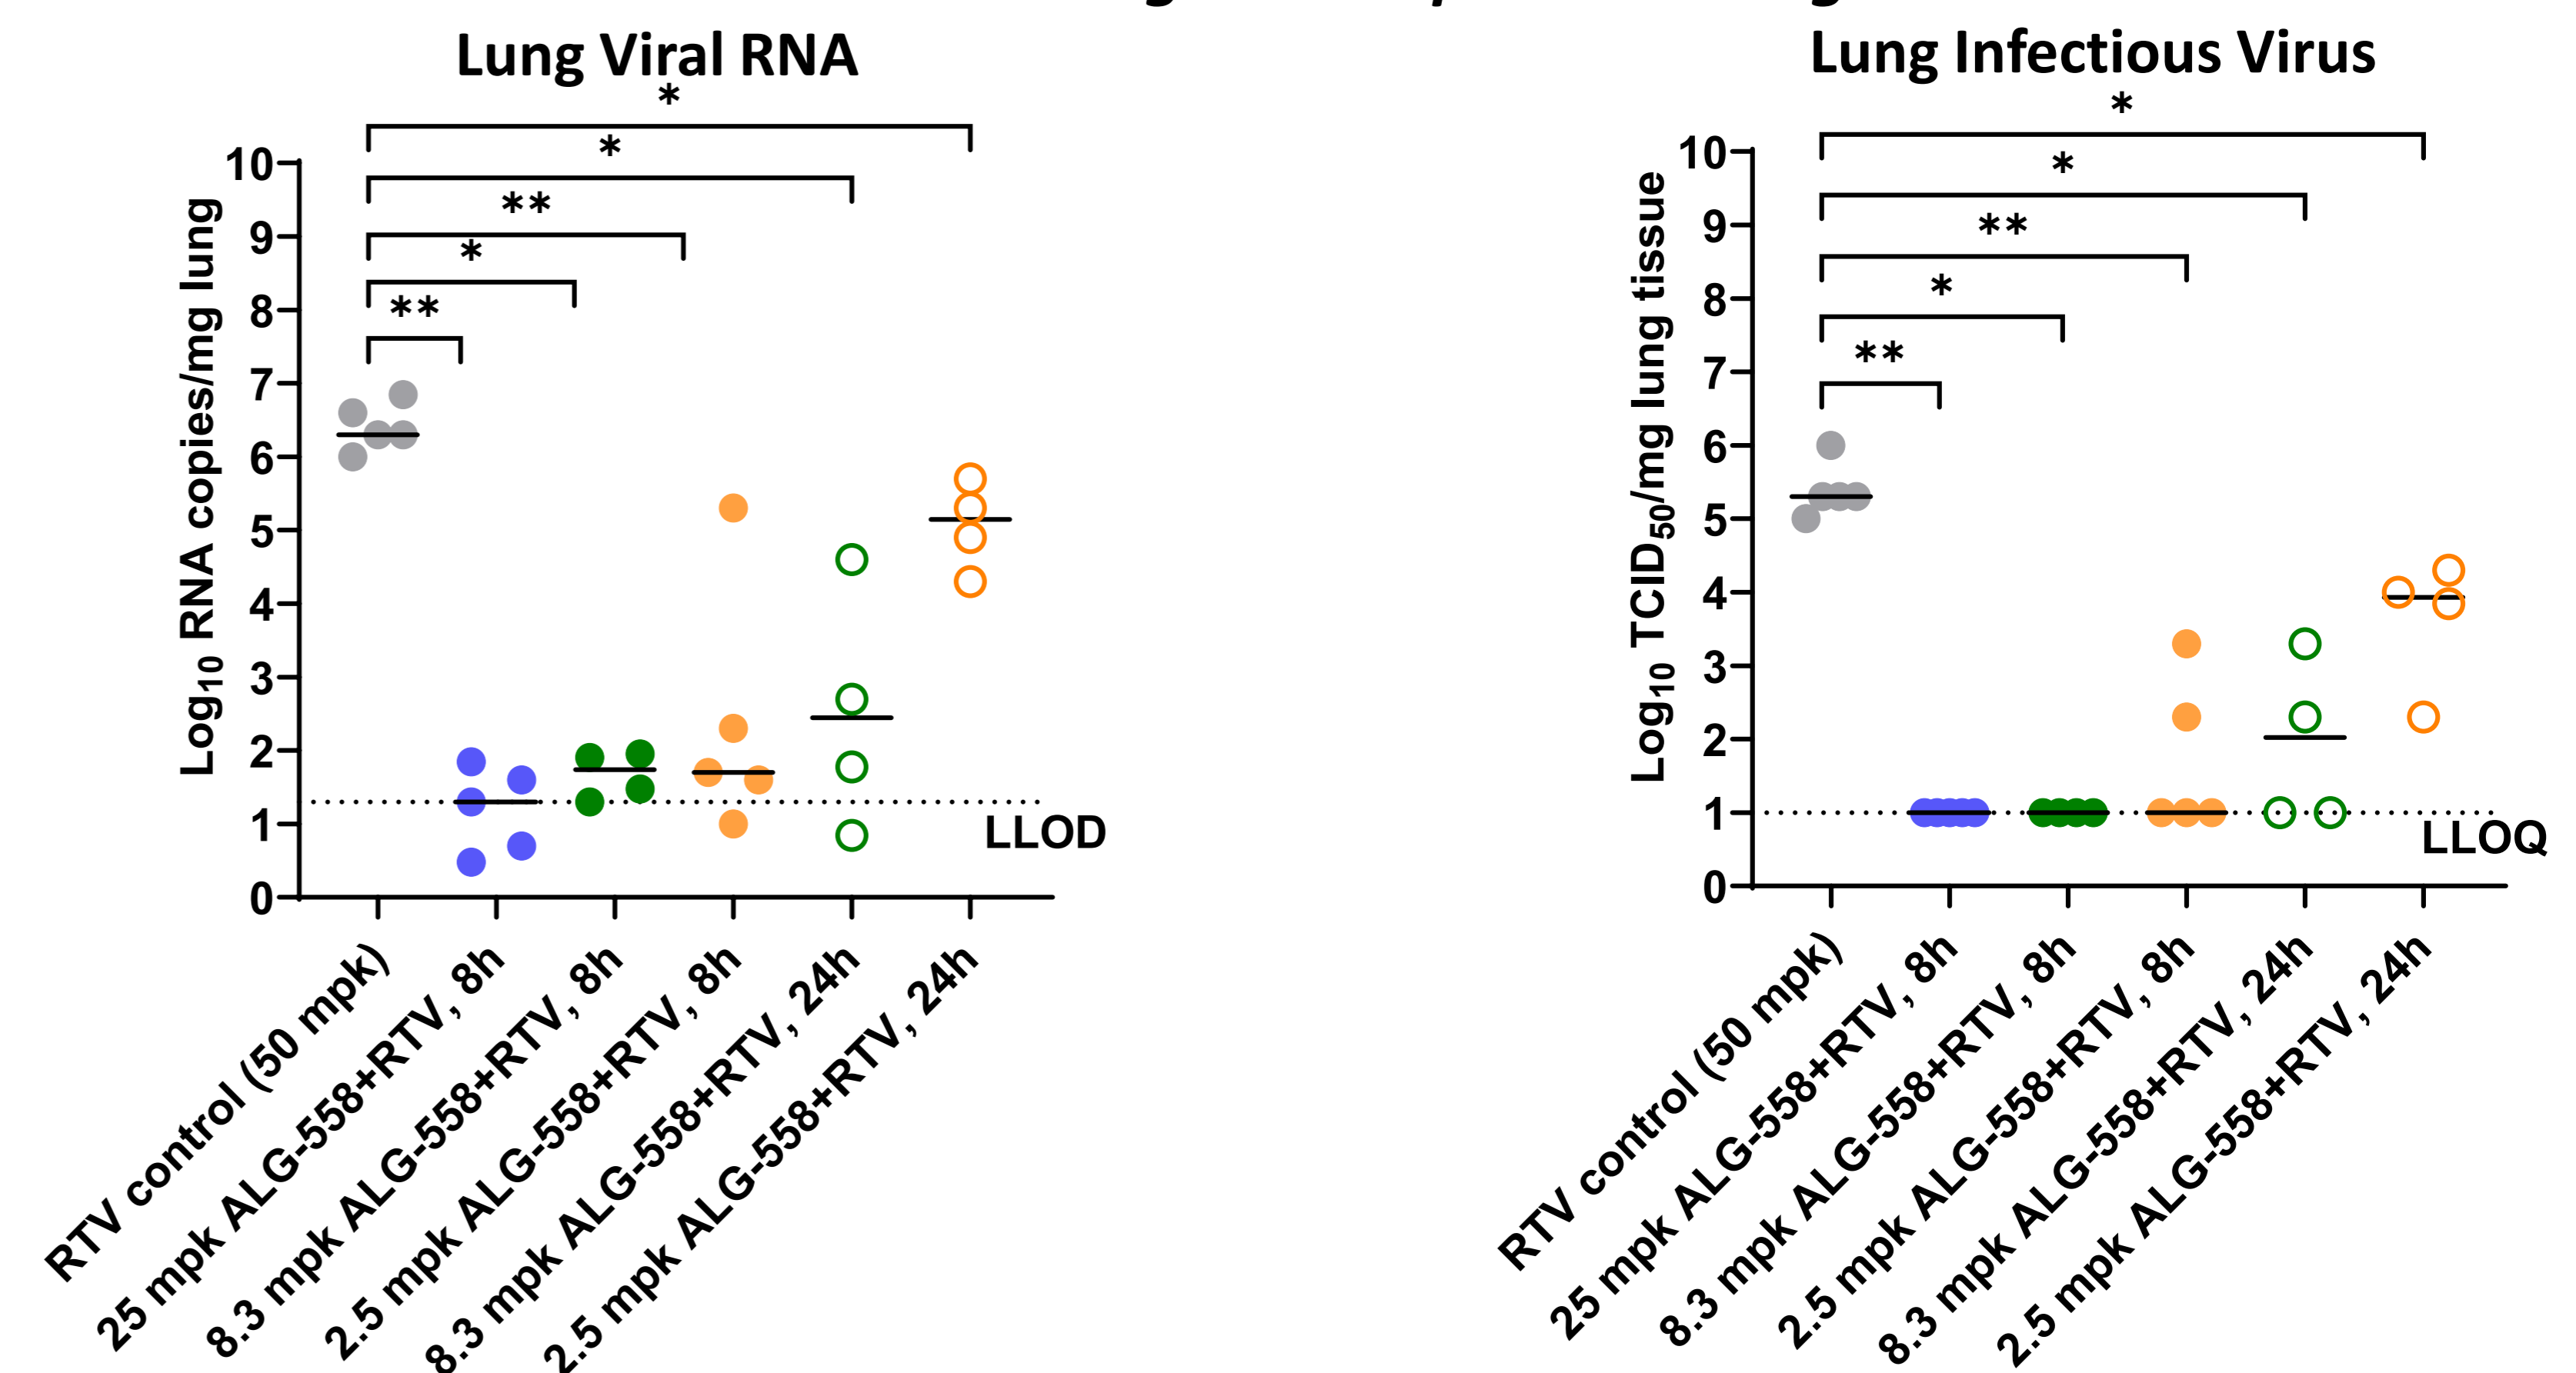 Lung Viral RNA
*
*
**
*
**
Log10 RNA copies/mg lung
10
9
8
7
6
5
4
3
2
1
0
LLOD
RTV control (50 mpk)
25 mpk ALG-558+RTV, 8h
8.3 mpk ALG-558+RTV, 8h
2.5 mpk ALG-558+RTV, 8h
8.3 mpk ALG-558+RTV, 24h
2.5 mpk ALG-558+RTV, 24h
Lung Infectious Virus
*
*
**
*
**
Log10 TCID50/mg lung tissue
10
9
8
7
6
5
4
3
2
1
0
LLOQ
RTV control (50 mpk)
25 mpk ALG-558+RTV, 8h
8.3 mpk ALG-558+RTV, 8h
2.5 mpk ALG-558+RTV, 8h
8.3 mpk ALG-558+RTV, 24h
2.5 mpk ALG-558+RTV, 24h